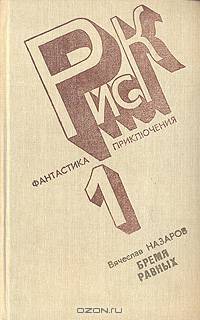 РИСК
ФАНТАСТИКА
ПРИКЛЮЧЕНИЯ
1
Вячеслав НАЗАРОВ
БРЕМЯ
РАВНЫХ
OZON.RU